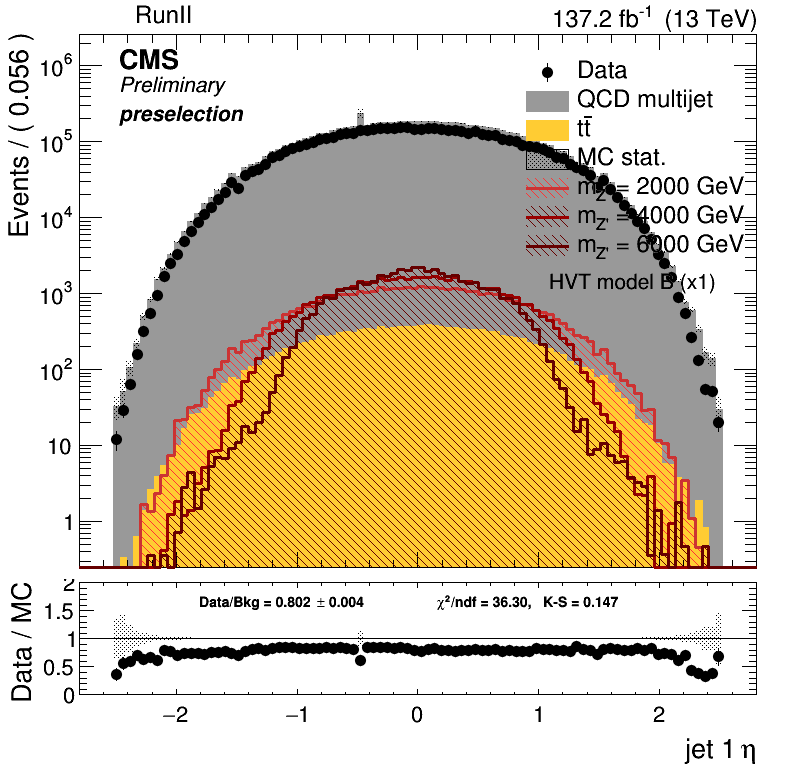 RunII 137.2 fb⁻¹ (13 TeV)
Events / ( 0.056 )
10⁶
10⁵
10⁴
10³
10²
10
1
CMS
Preliminary
preselection
Data
QCD multijet
tt̄
MC stat.
m_Z' = 2000 GeV
m_Z' = 4000 GeV
m_Z' = 6000 GeV
HVT model B (x1)
Data / MC
2
1.5
1
0.5
0
Data/Bkg = 0.802 ± 0.004 χ²/ndf = 36.30, K-S = 0.147
−2 −1 0 1 2
jet 1 η